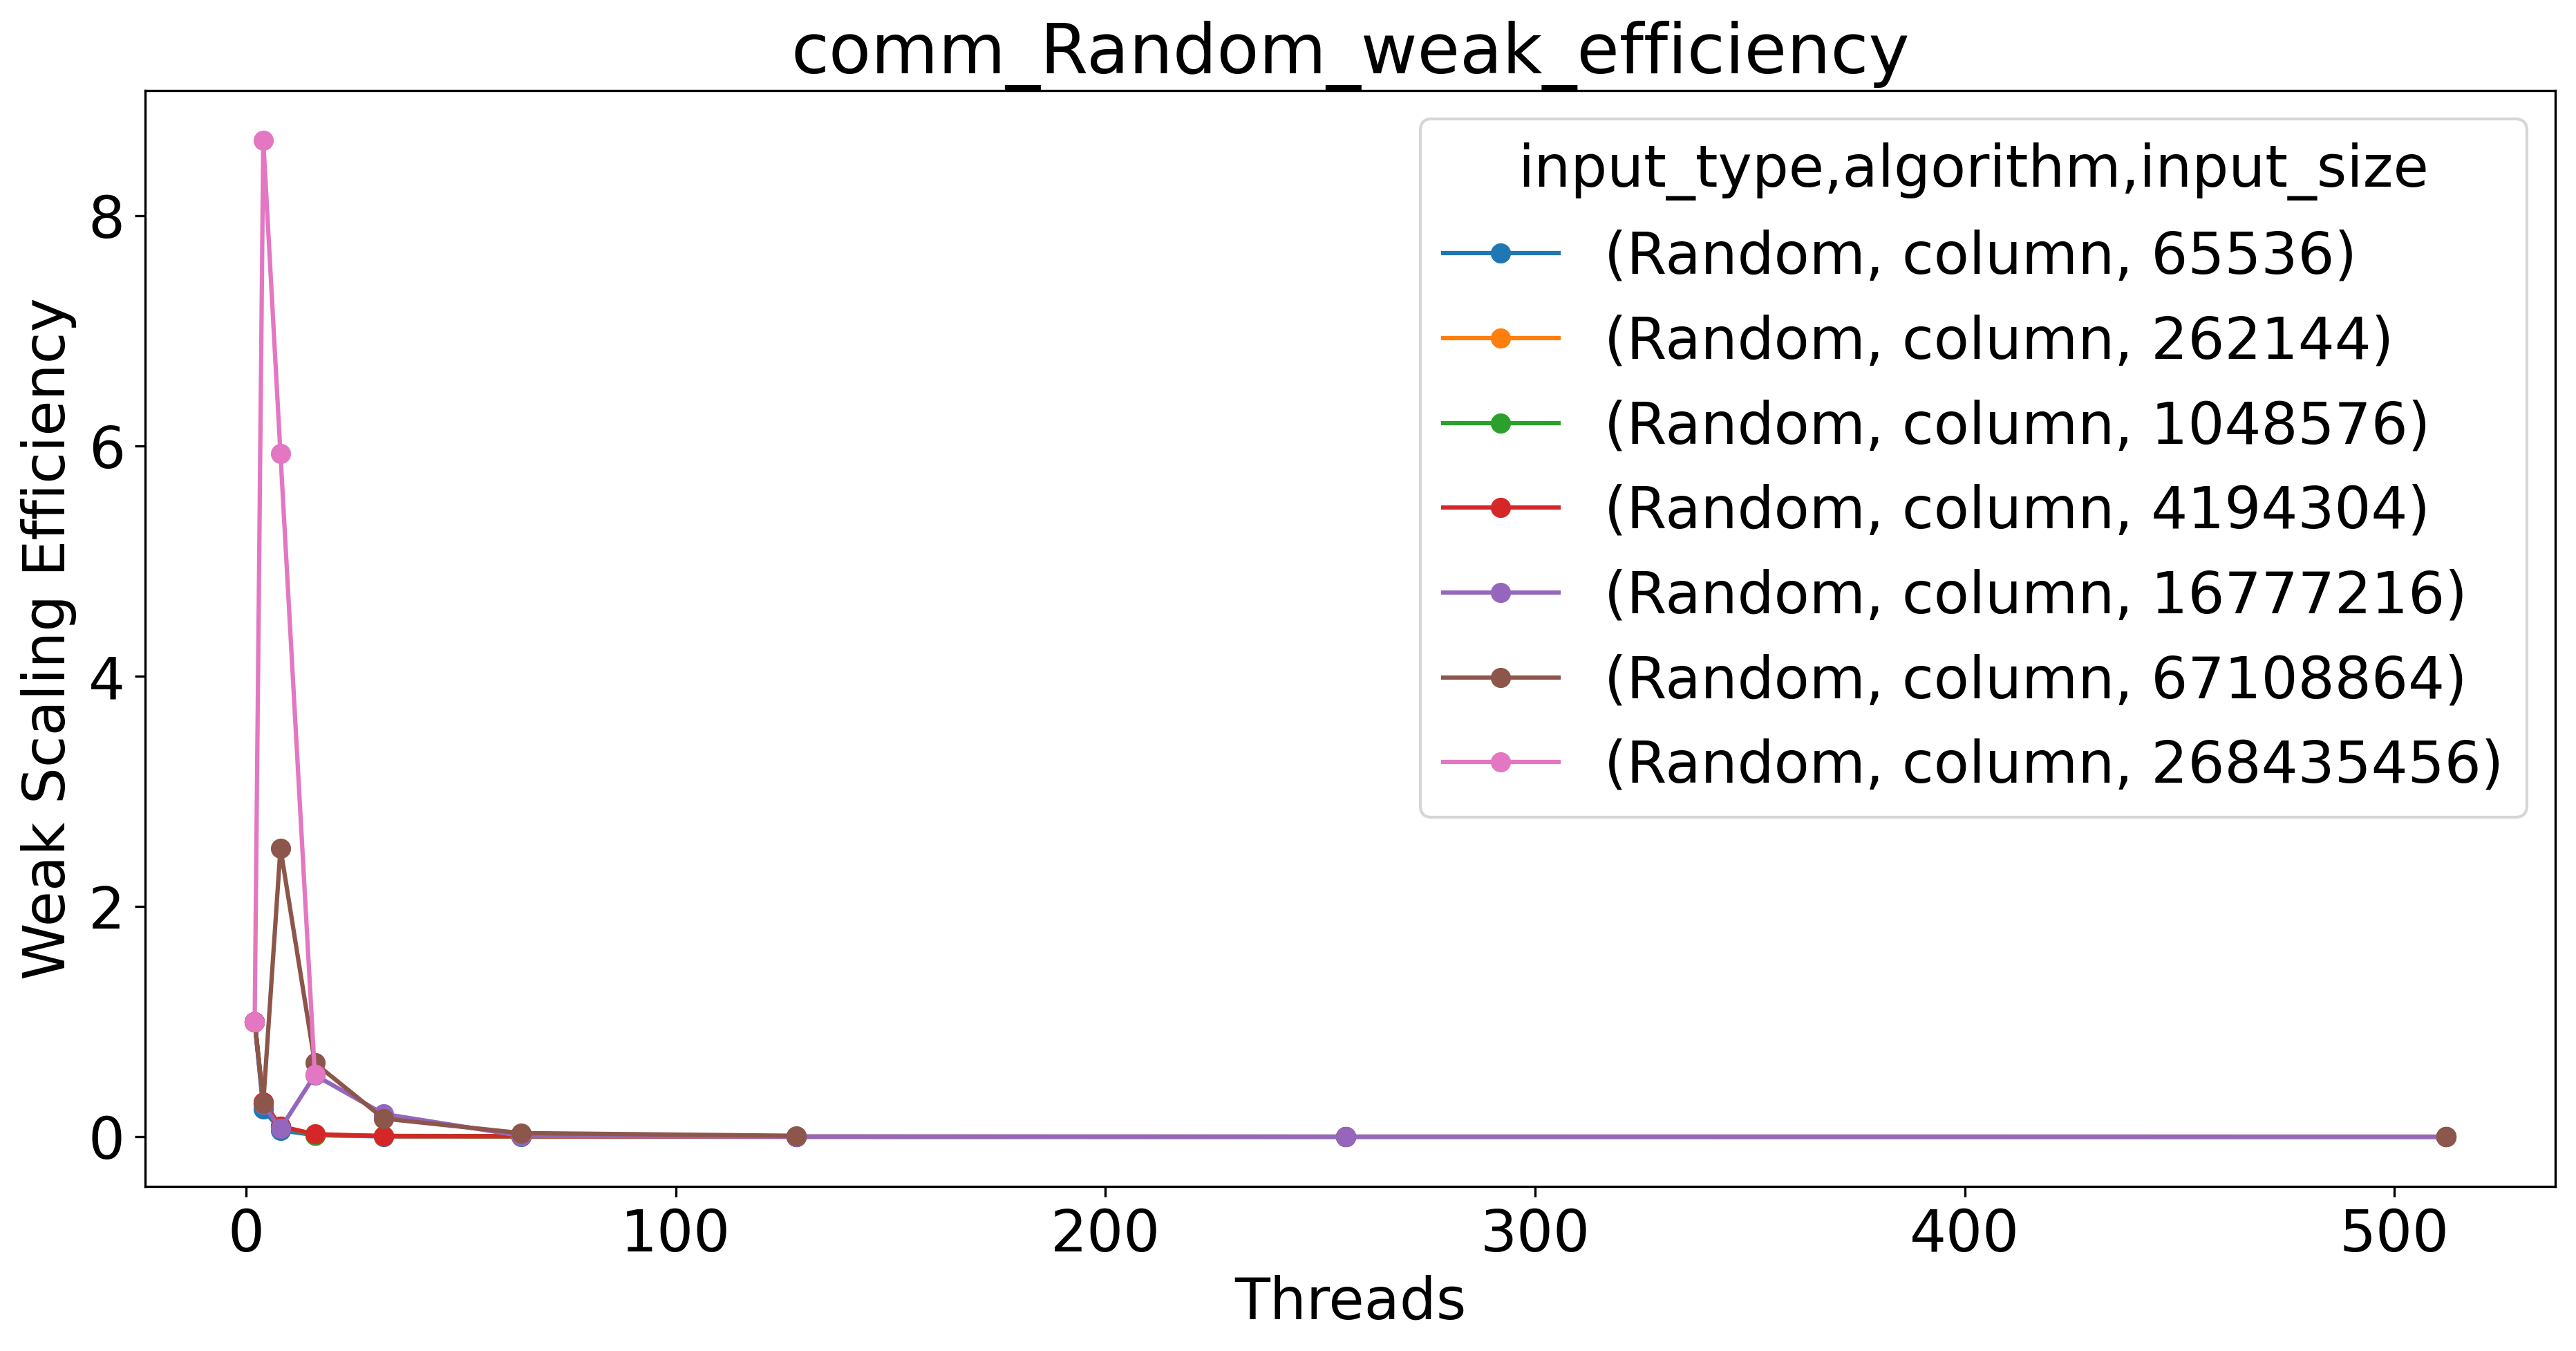 comm_Random_weak_efficiency
Weak Scaling Efficiency
8
6
4
2
0
input_type,algorithm,input_size
(Random, column, 65536)
(Random, column, 262144)
(Random, column, 1048576)
(Random, column, 4194304)
(Random, column, 16777216)
(Random, column, 67108864)
(Random, column, 268435456)
0 100 200 300 400 500
Threads